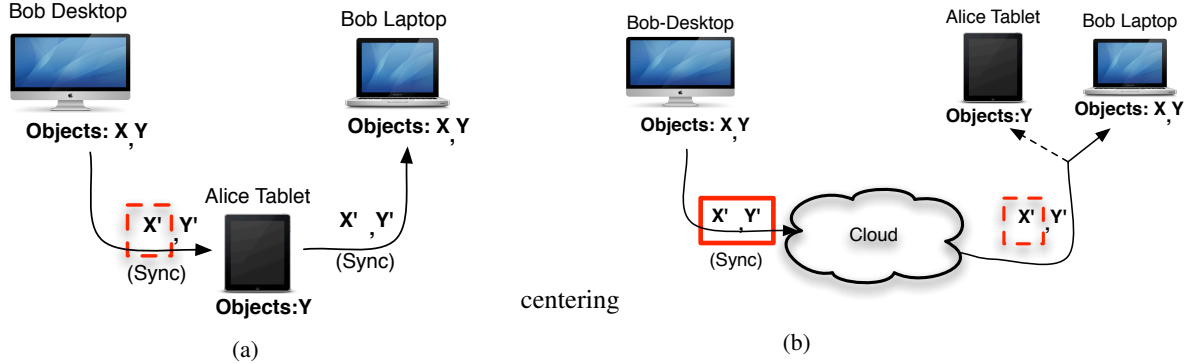 Bob Desktop
Bob Laptop
Objects: X,Y
Objects: X,Y
Alice Tablet
X' ,Y'
(Sync)
X' ,Y'
(Sync)
Objects:Y
(a)
centering
Bob-Desktop
Alice Tablet
Bob Laptop
Objects: X,Y
Objects:Y
Objects: X,Y
X' ,Y'
(Sync)
Cloud
X' ,Y'
(b)